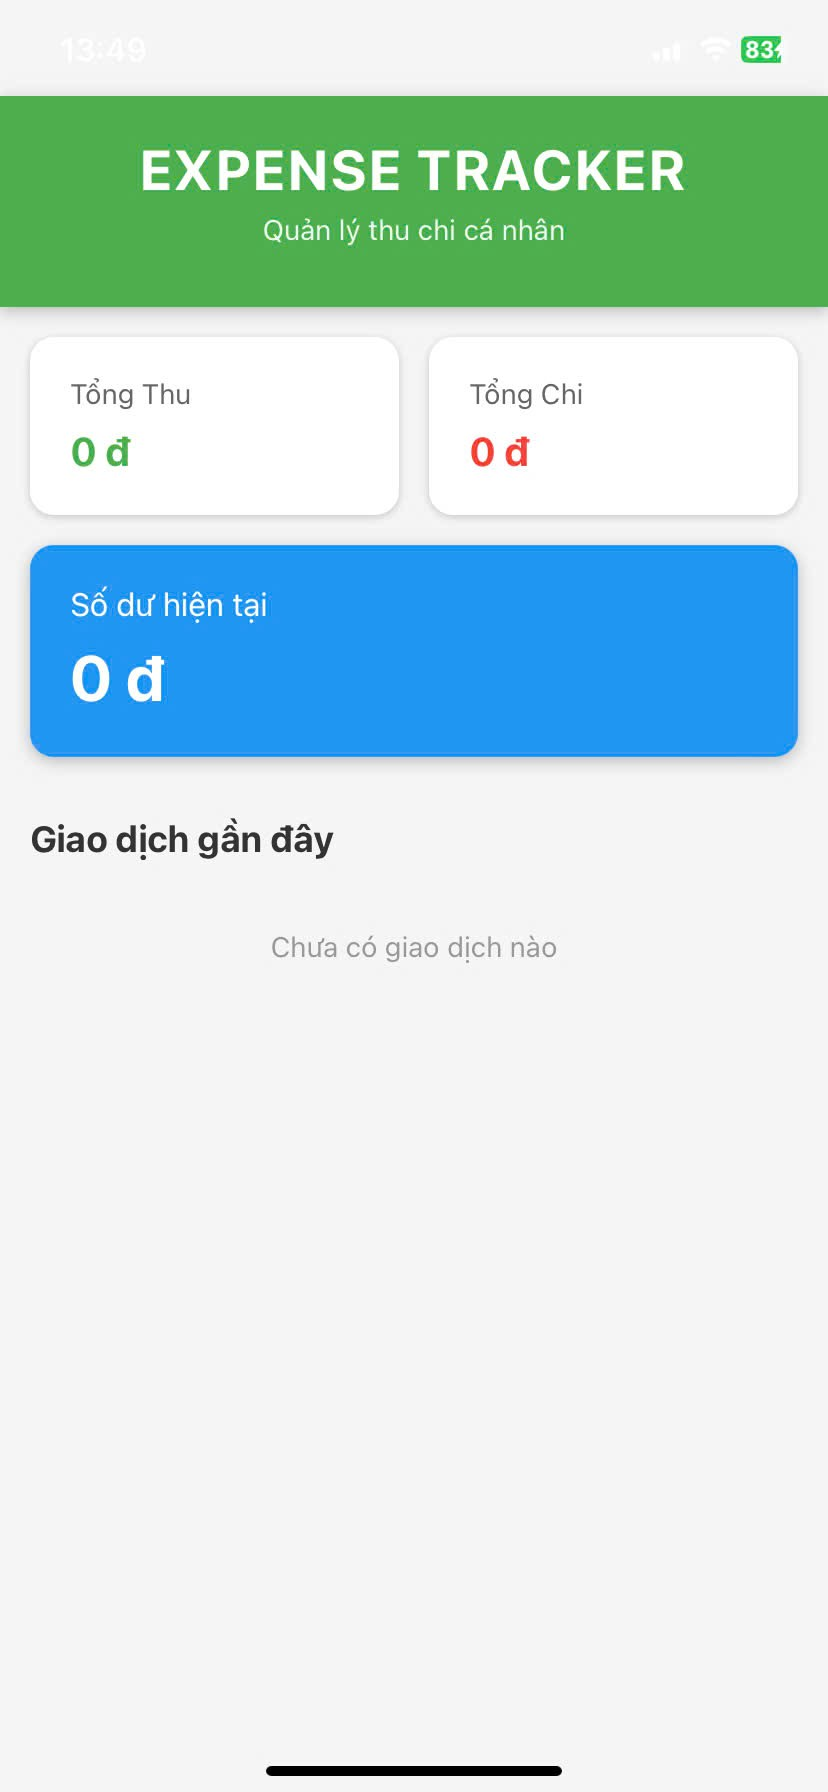 13:49
83
EXPENSE TRACKER
Quản lý thu chi cá nhân
Tổng Thu
0 đ
Tổng Chi
0 đ
Số dư hiện tại
0 đ
Giao dịch gần đây
Chưa có giao dịch nào